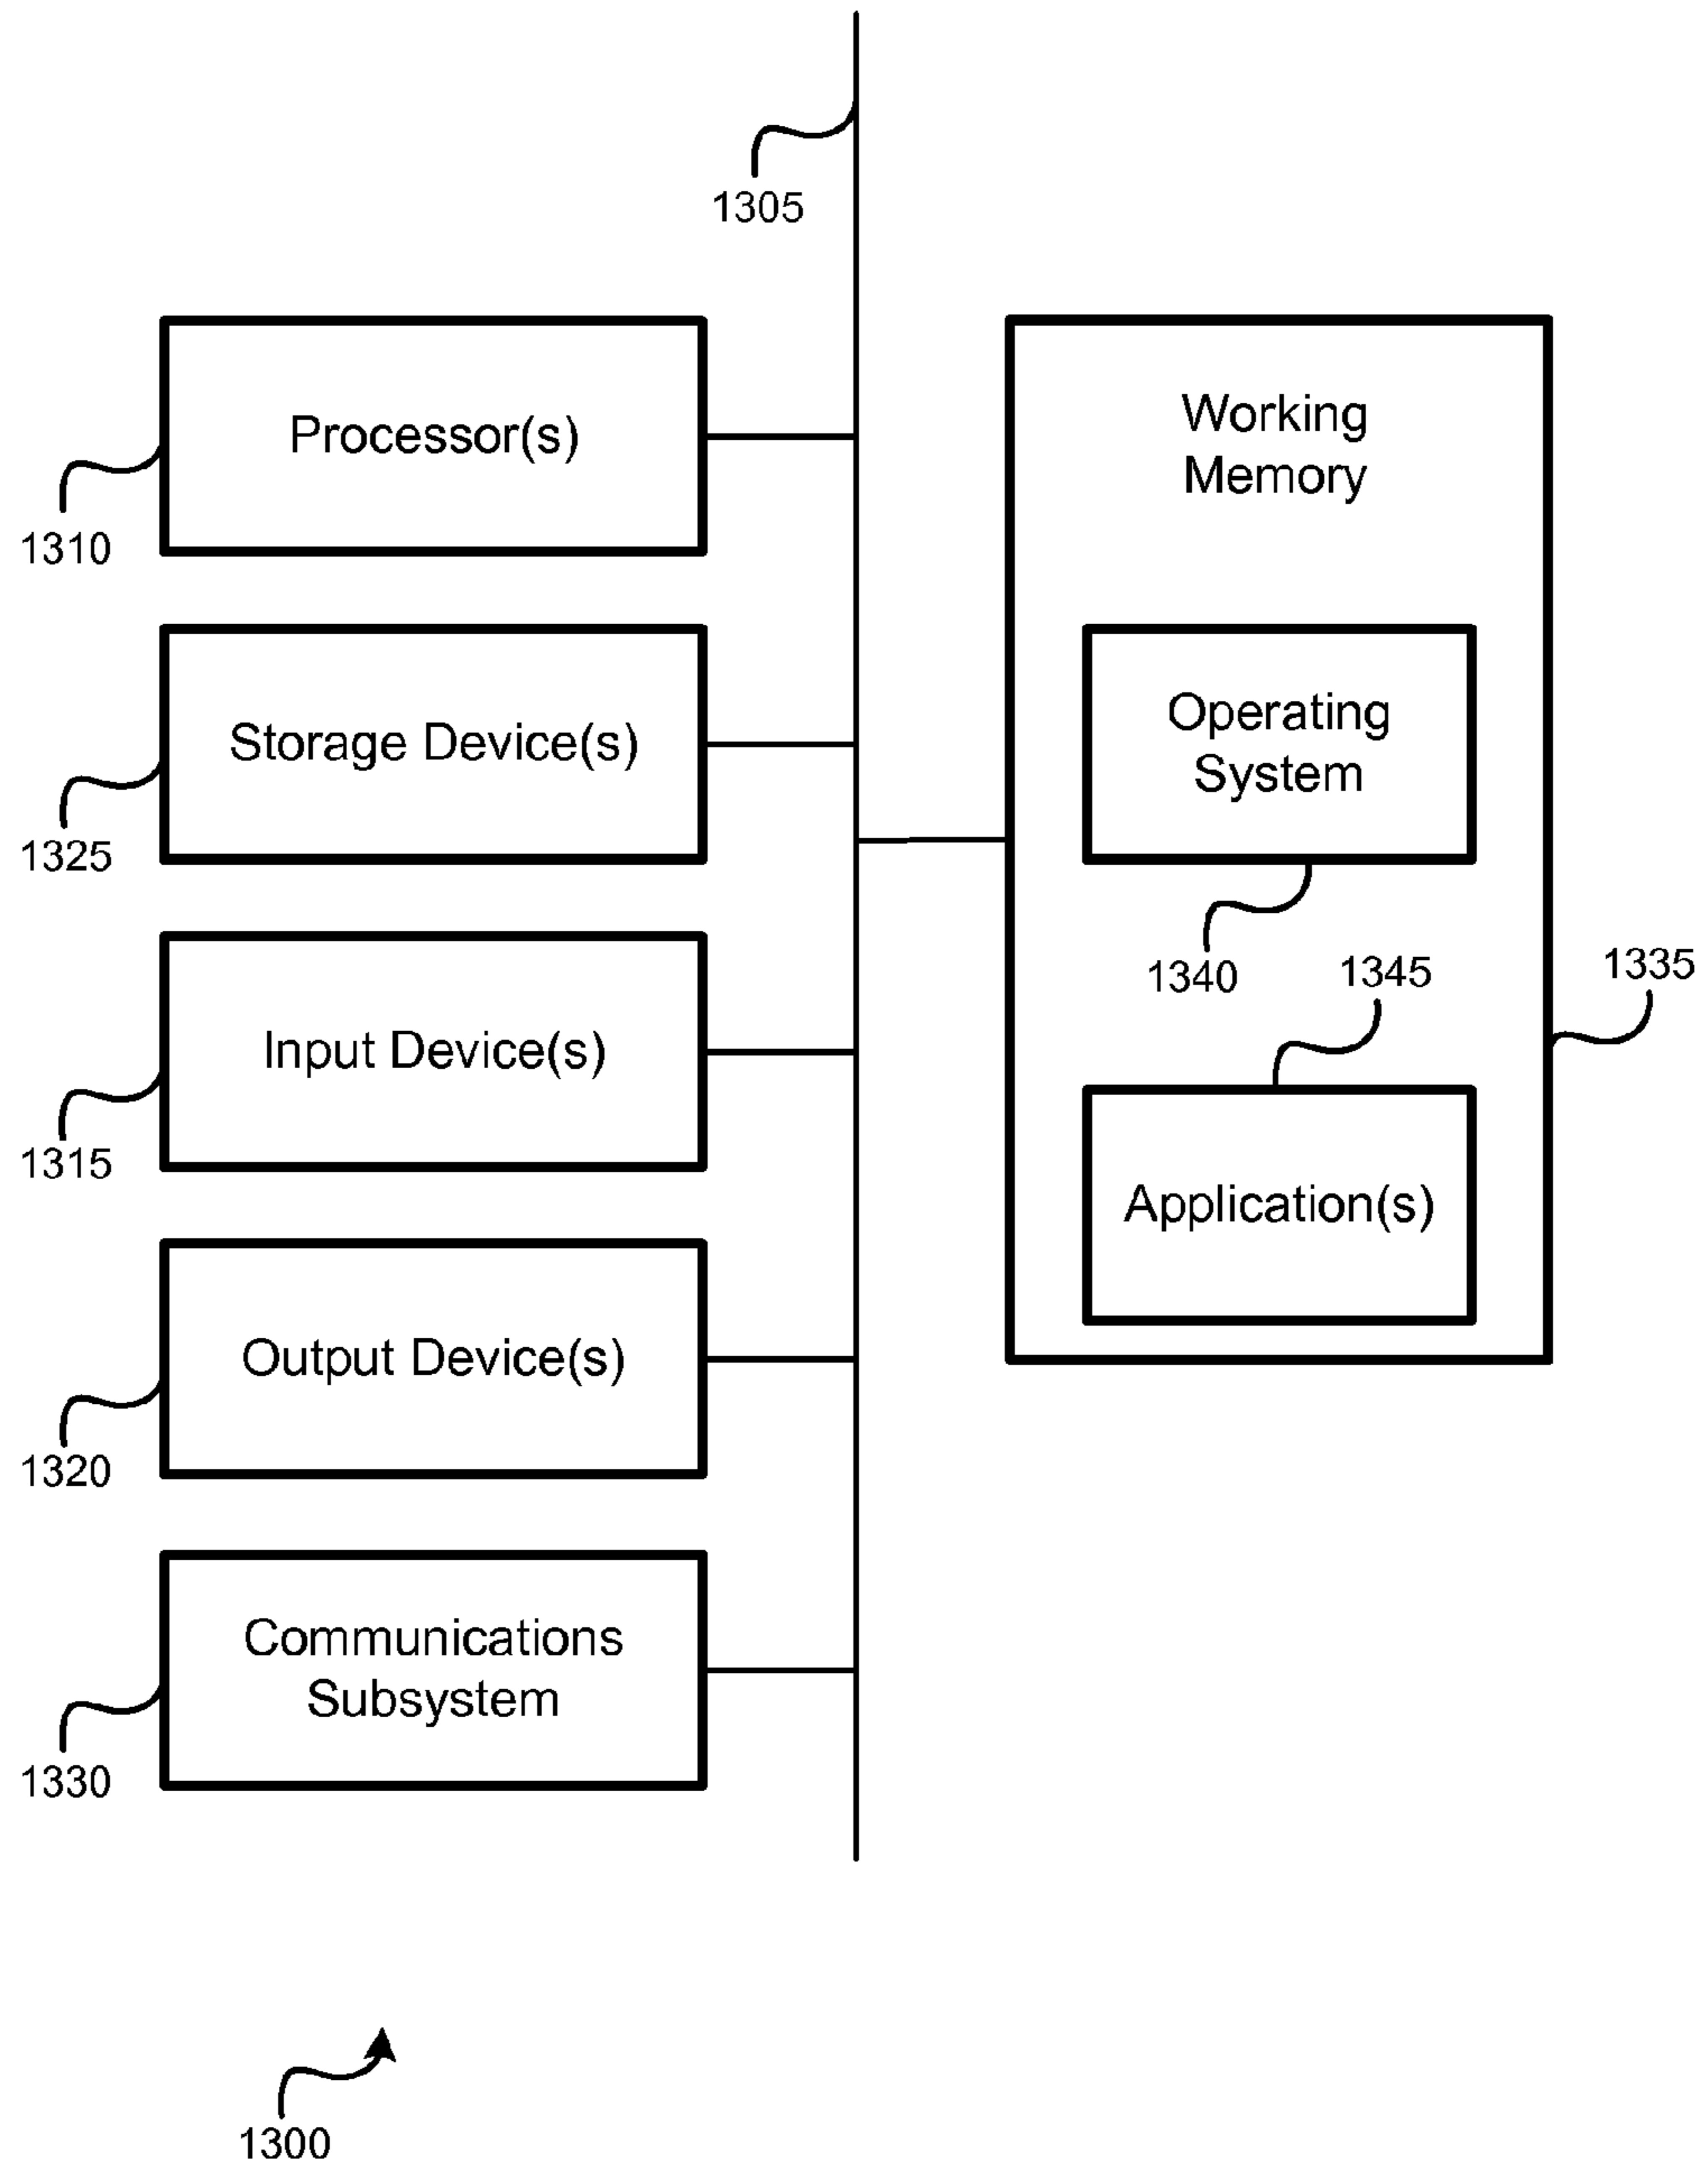 1305
Processor(s)
1310
Storage Device(s)
1325
Input Device(s)
1315
Output Device(s)
1320
Communications
Subsystem
1330
Working
Memory
Operating
System
1340
1345
1335
Application(s)
1300